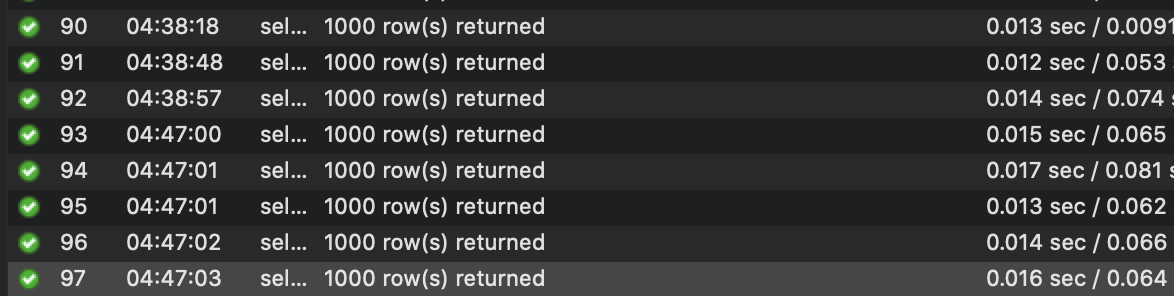 90 04:38:18 sel... 1000 row(s) returned 0.013 sec / 0.0091
91 04:38:48 sel... 1000 row(s) returned 0.012 sec / 0.053
92 04:38:57 sel... 1000 row(s) returned 0.014 sec / 0.074
93 04:47:00 sel... 1000 row(s) returned 0.015 sec / 0.065
94 04:47:01 sel... 1000 row(s) returned 0.017 sec / 0.081 s
95 04:47:01 sel... 1000 row(s) returned 0.013 sec / 0.062
96 04:47:02 sel... 1000 row(s) returned 0.014 sec / 0.066
97 04:47:03 sel... 1000 row(s) returned 0.016 sec / 0.064